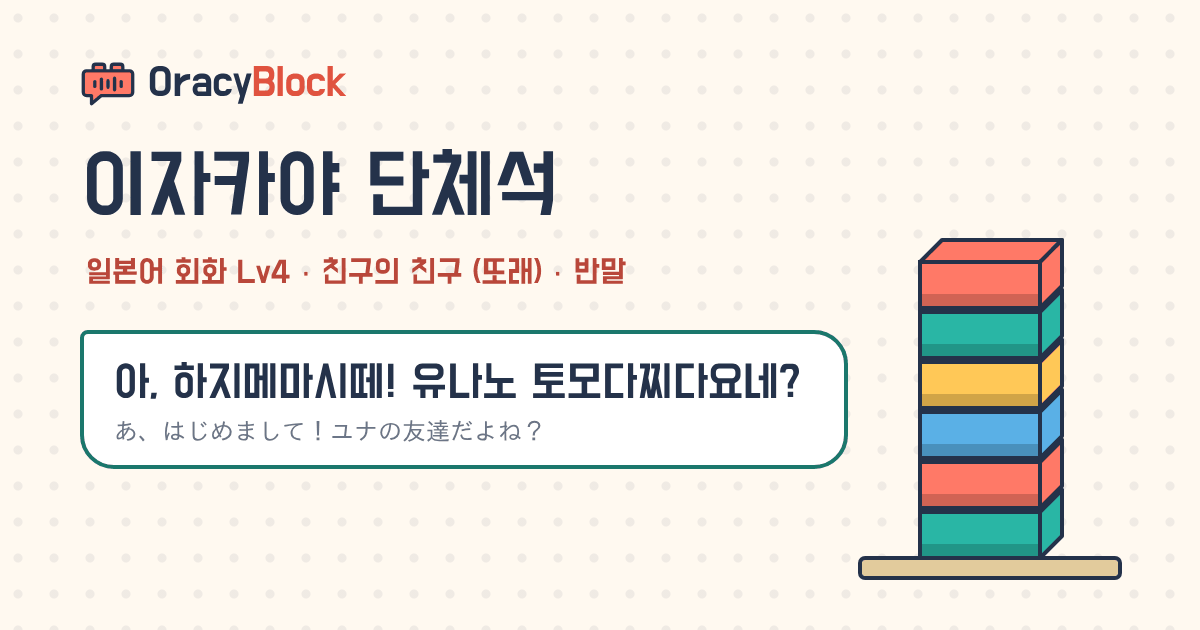 OracyBlock
이자카야 단체석
일본어 회화 Lv4 · 친구의 친구 (또래) · 반말
아, 하지메마시떼! 유나노 토모다찌다요네?
あ、はじめまして！ユナの友達だよね？